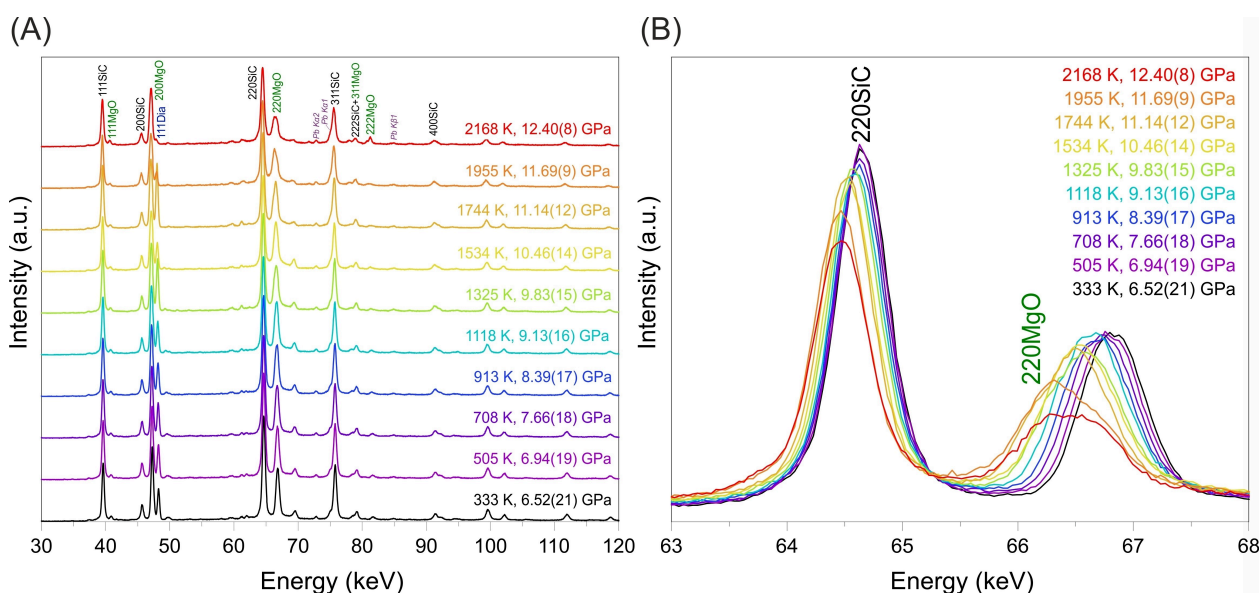 (A)
111SiC
111MgO
200SiC
200MgO
111Dia
220SiC
220MgO
Pb Kα2
Pb Kα1
311SiC
222SiC+311MgO
222MgO
Pb Kβ1
400SiC
2168 K, 12.40(8) GPa
1955 K, 11.69(9) GPa
1744 K, 11.14(12) GPa
1534 K, 10.46(14) GPa
1325 K, 9.83(15) GPa
1118 K, 9.13(16) GPa
913 K, 8.39(17) GPa
708 K, 7.66(18) GPa
505 K, 6.94(19) GPa
333 K, 6.52(21) GPa
Intensity (a.u.)
30 40 50 60 70 80 90 100 110 120
Energy (keV)
(B)
220SiC
220MgO
2168 K, 12.40(8) GPa
1955 K, 11.69(9) GPa
1744 K, 11.14(12) GPa
1534 K, 10.46(14) GPa
1325 K, 9.83(15) GPa
1118 K, 9.13(16) GPa
913 K, 8.39(17) GPa
708 K, 7.66(18) GPa
505 K, 6.94(19) GPa
333 K, 6.52(21) GPa
Intensity (a.u.)
63 64 65 66 67 68
Energy (keV)